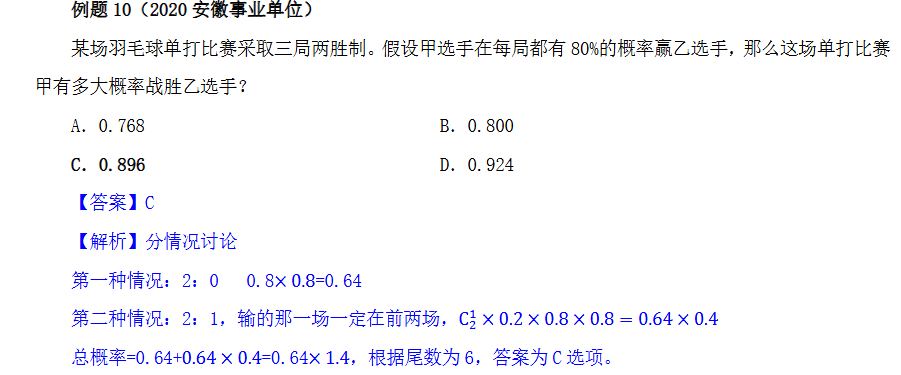 例题 10（2020 安徽事业单位）
某场羽毛球单打比赛采取三局两胜制。假设甲选手在每局都有 80%的概率赢乙选手，那么这场单打比赛
甲有多大概率战胜乙选手？
A. 0.768 B. 0.800
C. 0.896 D. 0.924
【答案】C
【解析】分情况讨论
第一种情况：2：0 0.8×0.8=0.64
第二种情况：2：1，输的那一场一定在前两场，C₂¹ × 0.2 × 0.8 × 0.8 = 0.64 × 0.4
总概率=0.64+0.64 × 0.4=0.64× 1.4，根据尾数为 6，答案为 C 选项。